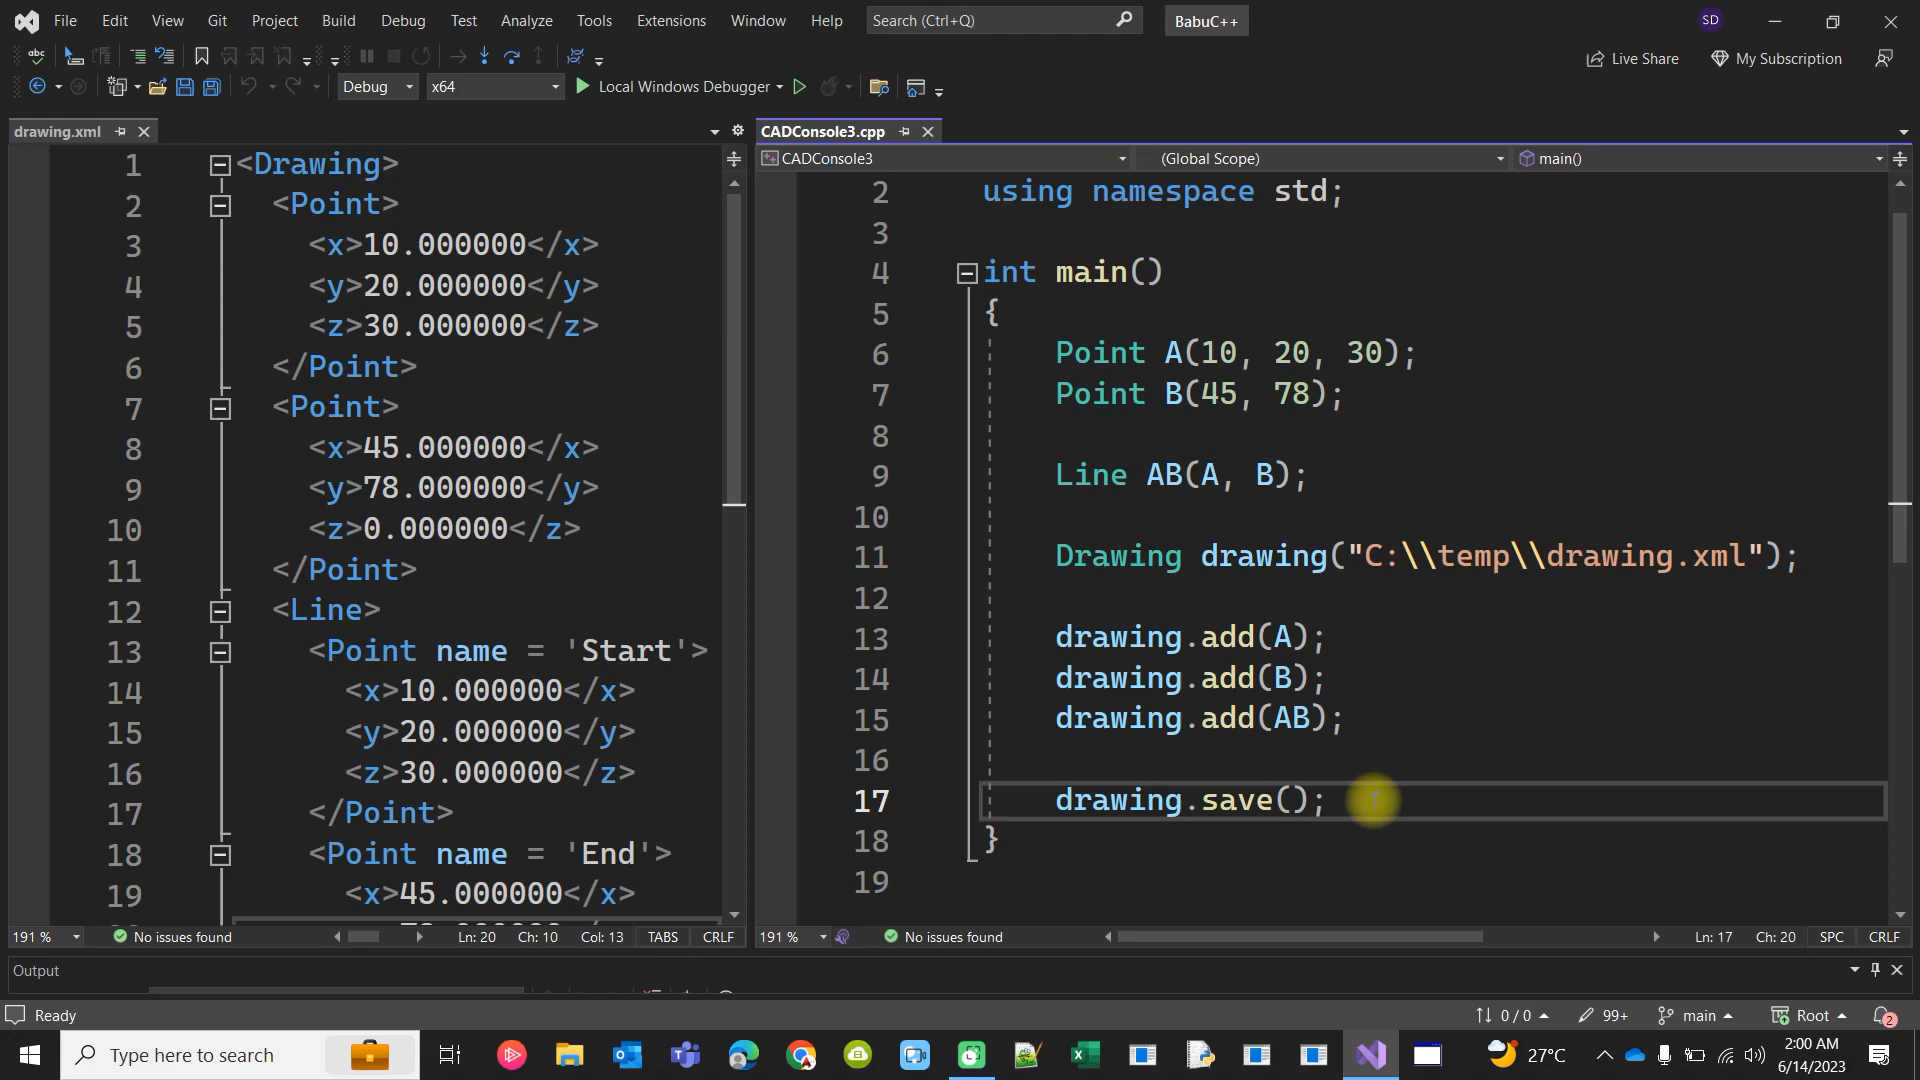 File Edit View Git Project Build Debug Test Analyze Tools Extensions Window Help Search (Ctrl+Q) BabuC++ SD
abc Live Share My Subscription
Debug x64 Local Windows Debugger
drawing.xml
1 <Drawing>
2 <Point>
3 <x>10.000000</x>
4 <y>20.000000</y>
5 <z>30.000000</z>
6 </Point>
7 <Point>
8 <x>45.000000</x>
9 <y>78.000000</y>
10 <z>0.000000</z>
11 </Point>
12 <Line>
13 <Point name = 'Start'>
14 <x>10.000000</x>
15 <y>20.000000</y>
16 <z>30.000000</z>
17 </Point>
18 <Point name = 'End'>
19 <x>45.000000</x>
191 % No issues found Ln: 20 Ch: 10 Col: 13 TABS CRLF
CADConsole3.cpp
CADConsole3 (Global Scope) main()
2 using namespace std;
3
4 int main()
5 {
6 Point A(10, 20, 30);
7 Point B(45, 78);
8
9 Line AB(A, B);
10
11 Drawing drawing("C:\\temp\\drawing.xml");
12
13 drawing.add(A);
14 drawing.add(B);
15 drawing.add(AB);
16
17 drawing.save();
18 }
19
191 % No issues found Ln: 17 Ch: 20 SPC CRLF
Output
Ready 0 / 0 99+ main Root 2
Type here to search 27°C 2:00 AM
6/14/2023